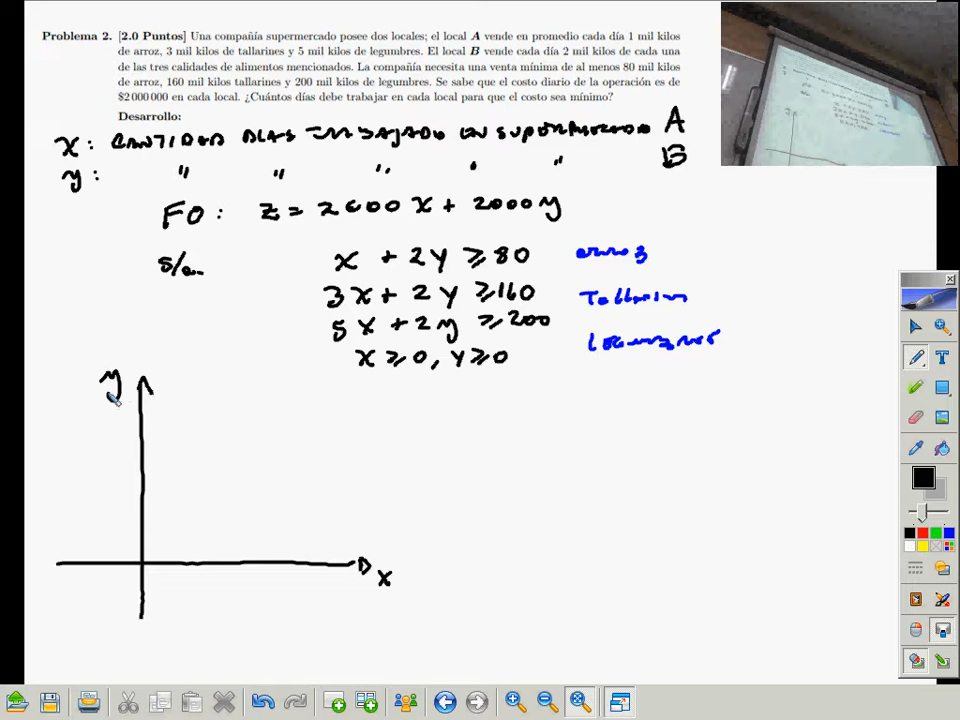 Problema 2. [2.0 Puntos] Una compañía supermercado posee dos locales; el local A vende en promedio cada día 1 mil kilos
de arroz, 3 mil kilos de tallarines y 5 mil kilos de legumbres. El local B vende cada día 2 mil kilos de cada una
de las tres calidades de alimentos mencionados. La compañía necesita una venta mínima de al menos 80 mil kilos
de arroz, 160 mil kilos tallarines y 200 mil kilos de legumbres. Se sabe que el costo diario de la operación es de
$2 000 000 en cada local. ¿Cuántos días debe trabajar en cada local para que el costo sea mínimo?
Desarrollo:
x: CANTIDAD DIAS TRABAJADO EN SUPERMERCADO A
y: " " " " " B
FO: Z = 2000 x + 2000 y
S/a
x + 2y ≥ 80 arroz
3x + 2y ≥ 160 Tallarin
5x + 2y ≥ 200
x ≥ 0, y ≥ 0
y
x
T